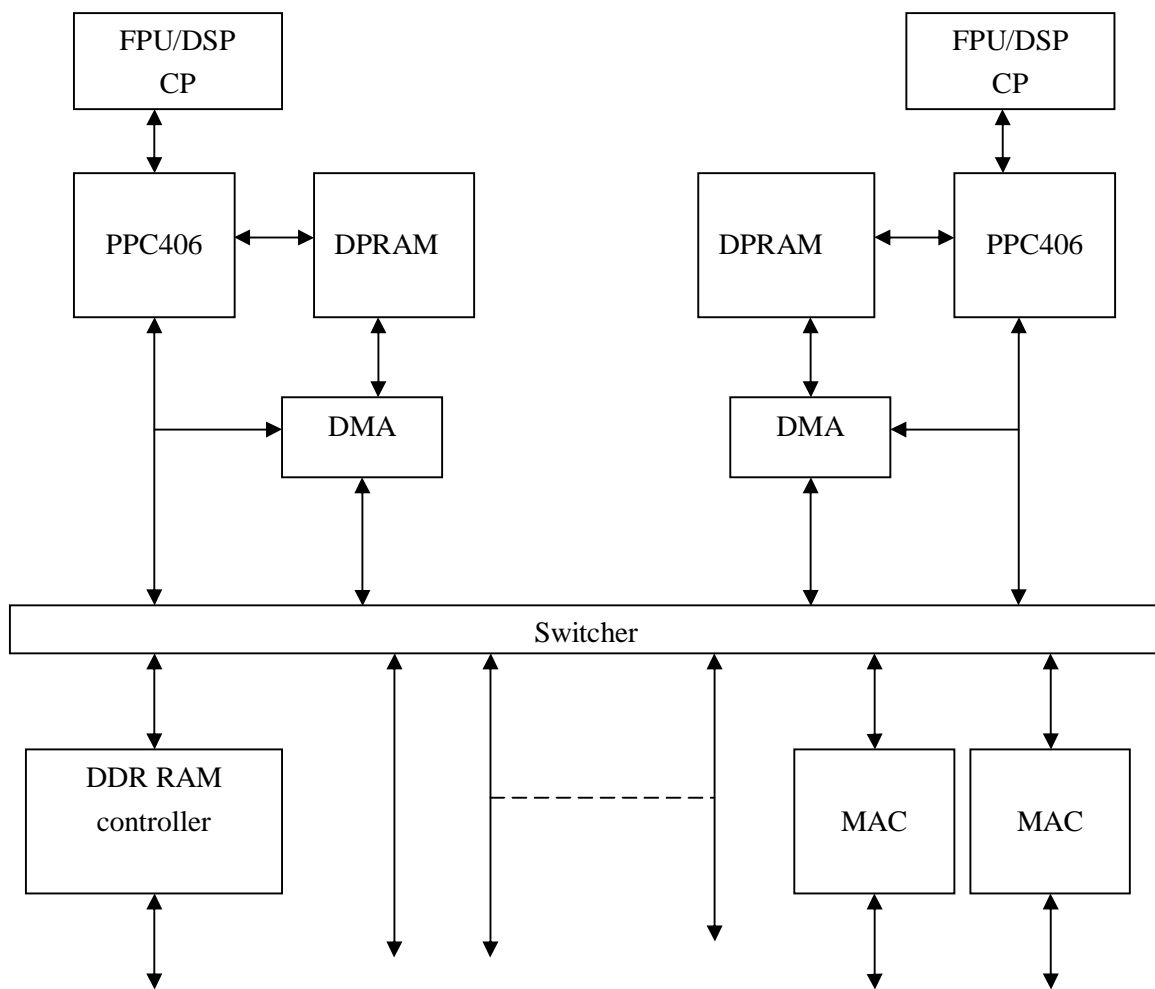 FPU/DSP
CP
FPU/DSP
CP
PPC406
DPRAM
DPRAM
PPC406
DMA
DMA
Switcher
DDR RAM
controller
MAC
MAC